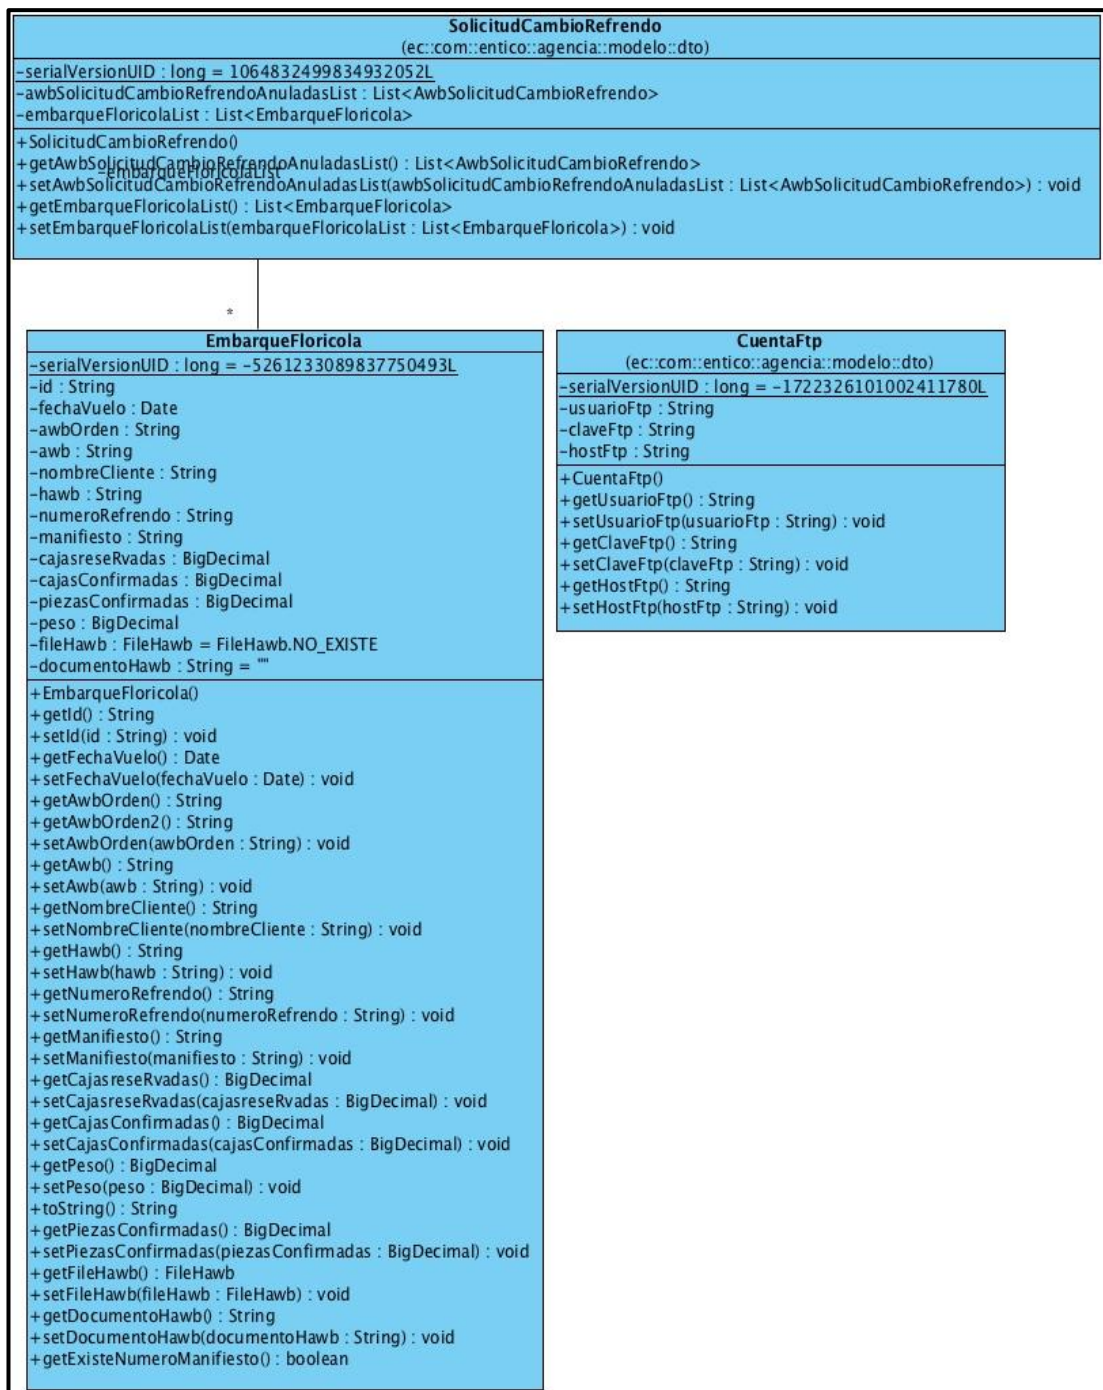 SolicitudCambioRefrendo
(ec::com::entico::agencia::modelo::dto)
-serialVersionUID : long = 1064832499834932052L
-awbSolicitudCambioRefrendoAnuladasList : List<AwbSolicitudCambioRefrendo>
-embarqueFloricolaList : List<EmbarqueFloricola>
+SolicitudCambioRefrendo()
+getAwbSolicitudCambioRefrendoAnuladasList() : List<AwbSolicitudCambioRefrendo>
-embarqueFloricolaList
+setAwbSolicitudCambioRefrendoAnuladasList(awbSolicitudCambioRefrendoAnuladasList : List<AwbSolicitudCambioRefrendo>) : void
+getEmbarqueFloricolaList() : List<EmbarqueFloricola>
+setEmbarqueFloricolaList(embarqueFloricolaList : List<EmbarqueFloricola>) : void
*
EmbarqueFloricola
-serialVersionUID : long = -5261233089837750493L
-id : String
-fechaVuelo : Date
-awbOrden : String
-awb : String
-nombreCliente : String
-hawb : String
-numeroRefrendo : String
-manifiesto : String
-cajasreseRvadas : BigDecimal
-cajasConfirmadas : BigDecimal
-piezasConfirmadas : BigDecimal
-peso : BigDecimal
-fileHawb : FileHawb = FileHawb.NO_EXISTE
-documentoHawb : String = ""
+EmbarqueFloricola()
+getId() : String
+setId(id : String) : void
+getFechaVuelo() : Date
+setFechaVuelo(fechaVuelo : Date) : void
+getAwbOrden() : String
+getAwbOrden2() : String
+setAwbOrden(awbOrden : String) : void
+getAwb() : String
+setAwb(awb : String) : void
+getNombreCliente() : String
+setNombreCliente(nombreCliente : String) : void
+getHawb() : String
+setHawb(hawb : String) : void
+getNumeroRefrendo() : String
+setNumeroRefrendo(numeroRefrendo : String) : void
+getManifiesto() : String
+setManifiesto(manifiesto : String) : void
+getCajasreseRvadas() : BigDecimal
+setCajasreseRvadas(cajasreseRvadas : BigDecimal) : void
+getCajasConfirmadas() : BigDecimal
+setCajasConfirmadas(cajasConfirmadas : BigDecimal) : void
+getPeso() : BigDecimal
+setPeso(peso : BigDecimal) : void
+toString() : String
+getPiezasConfirmadas() : BigDecimal
+setPiezasConfirmadas(piezasConfirmadas : BigDecimal) : void
+getFileHawb() : FileHawb
+setFileHawb(fileHawb : FileHawb) : void
+getDocumentoHawb() : String
+setDocumentoHawb(documentoHawb : String) : void
+getExisteNumeroManifiesto() : boolean
CuentaFtp
(ec::com::entico::agencia::modelo::dto)
-serialVersionUID : long = -1722326101002411780L
-usuarioFtp : String
-claveFtp : String
-hostFtp : String
+CuentaFtp()
+getUsuarioFtp() : String
+setUsuarioFtp(usuarioFtp : String) : void
+getClaveFtp() : String
+setClaveFtp(claveFtp : String) : void
+getHostFtp() : String
+setHostFtp(hostFtp : String) : void